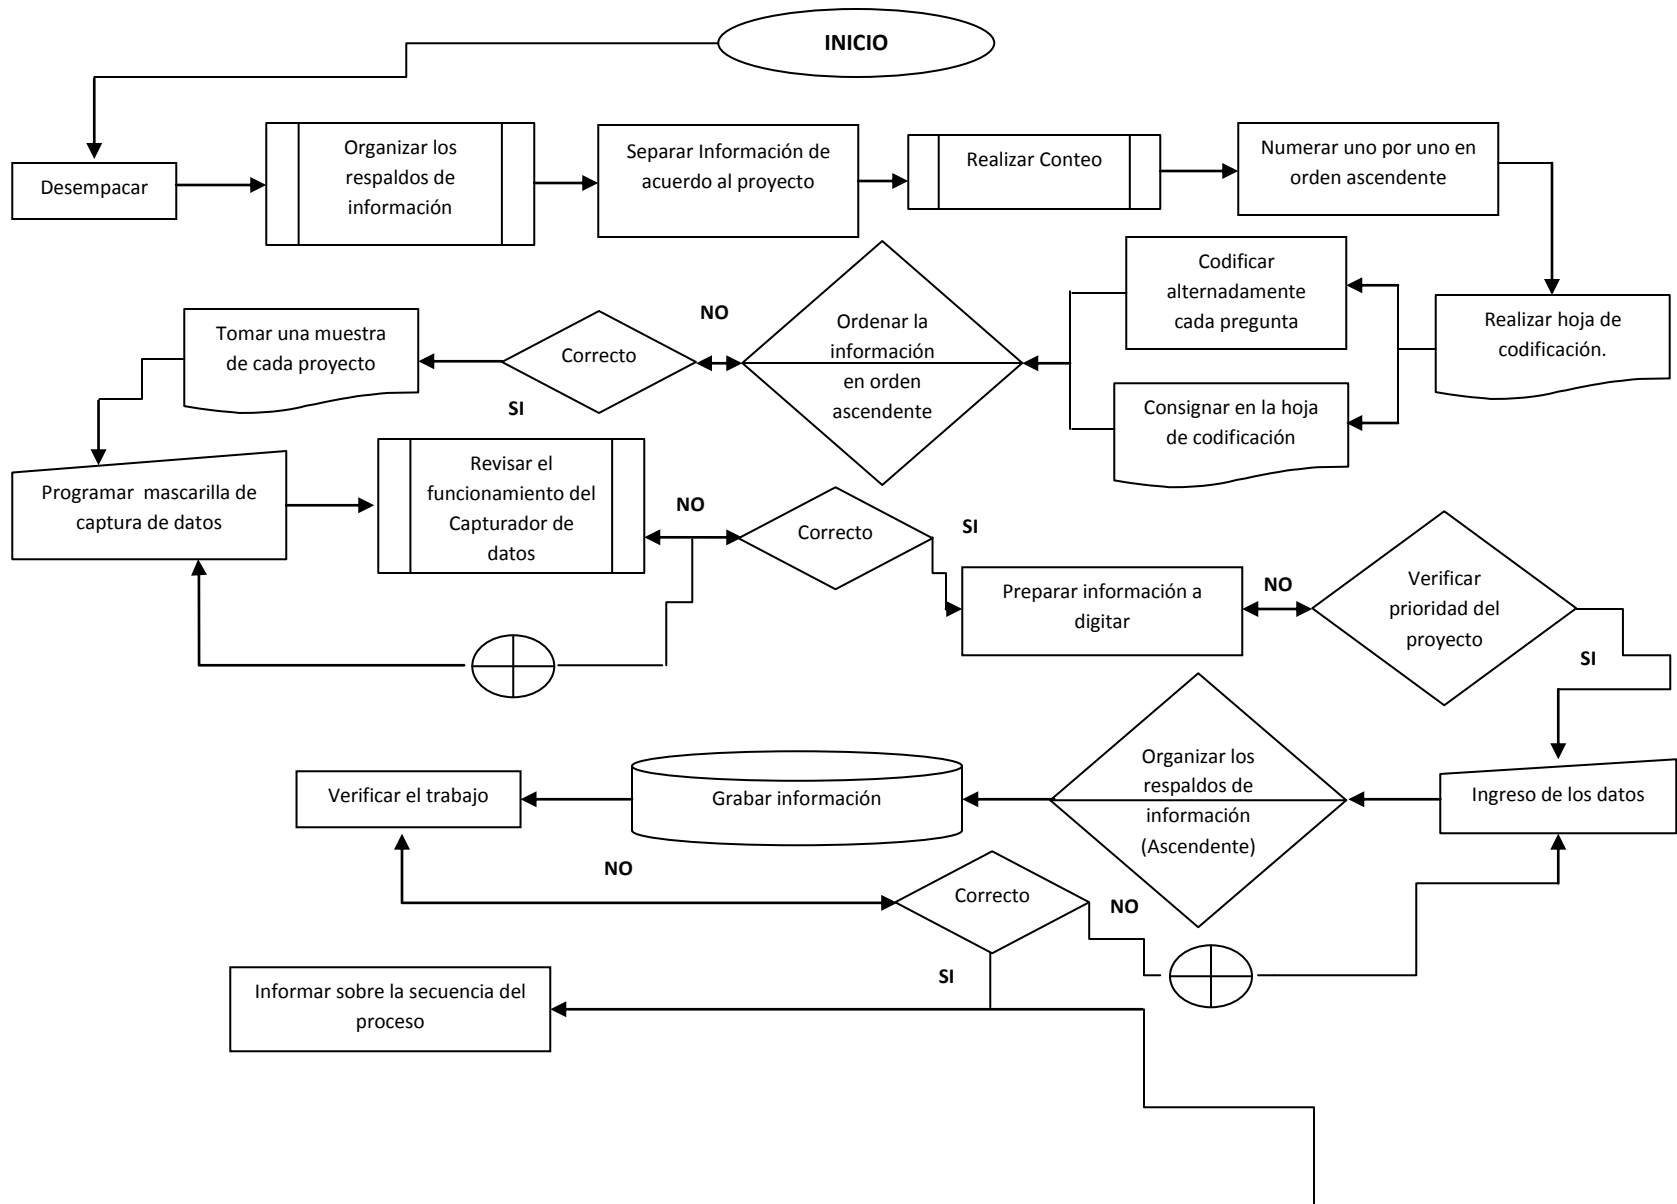 INICIO
Desempacar
Organizar los
respaldos de
información
Separar Información de
acuerdo al proyecto
Realizar Conteo
Numerar uno por uno en
orden ascendente
Realizar hoja de
codificación.
Codificar
alternadamente
cada pregunta
Consignar en la hoja
de codificación
Ordenar la
información
en orden
ascendente
NO
Correcto
SI
Tomar una muestra
de cada proyecto
Programar mascarilla de
captura de datos
Revisar el
funcionamiento del
Capturador de
datos
NO
Correcto
SI
Preparar información a
digitar
NO
Verificar
prioridad del
proyecto
SI
Ingreso de los datos
Organizar los
respaldos de
información
(Ascendente)
Grabar información
Verificar el trabajo
NO
Correcto
NO
SI
Informar sobre la secuencia del
proceso